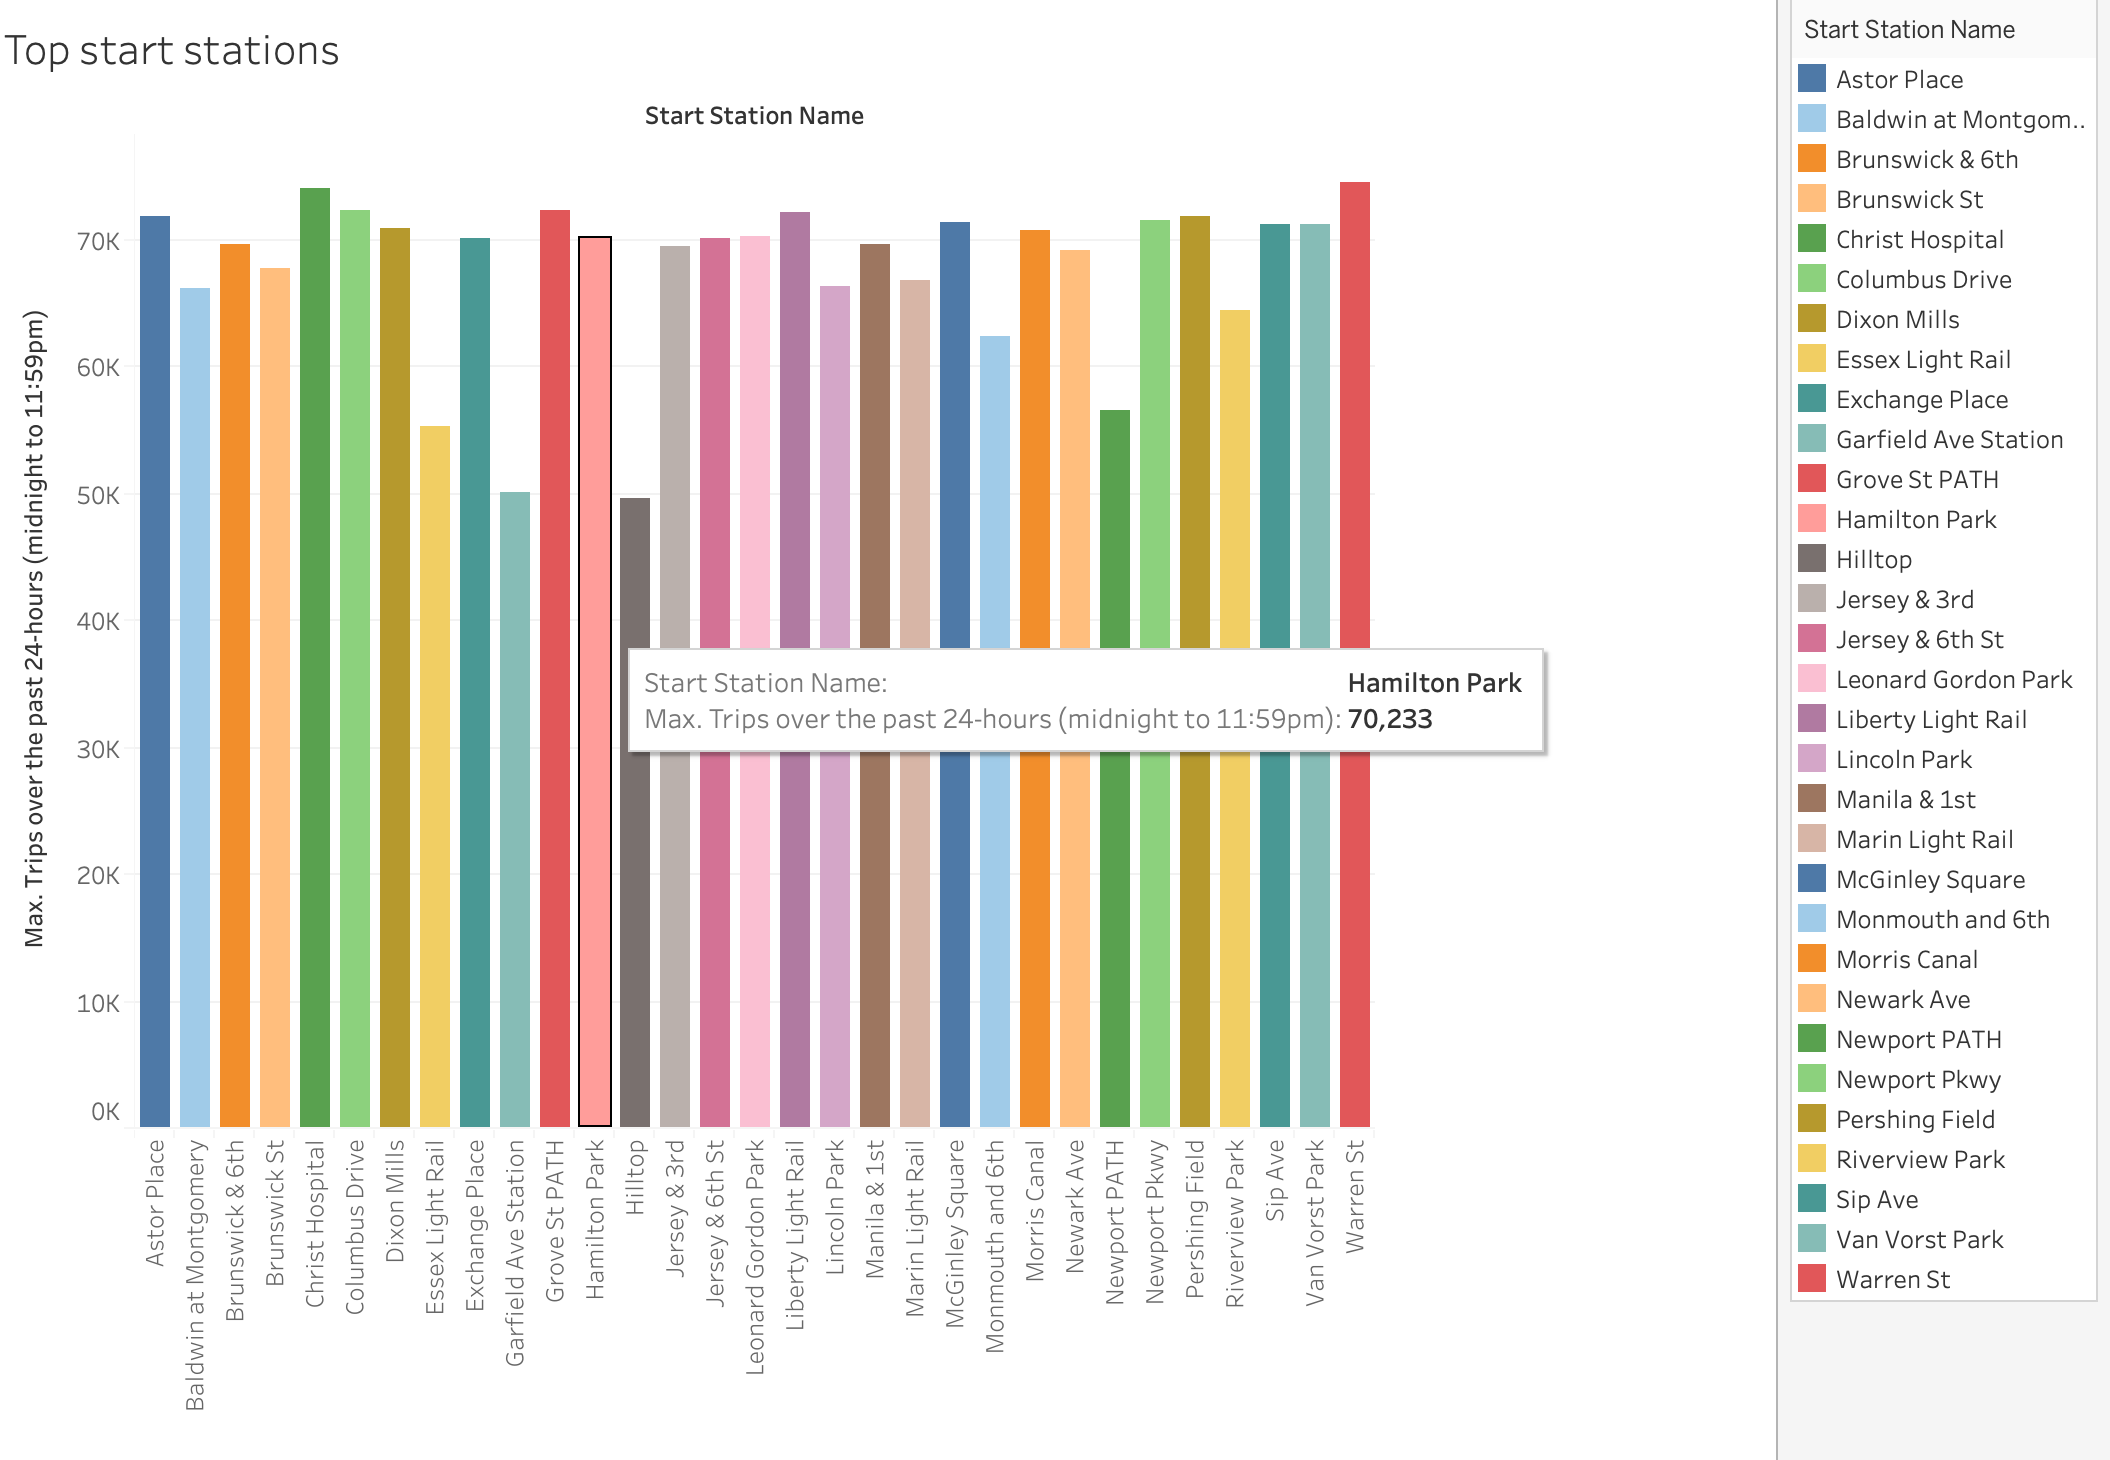 Top start stations
Start Station Name
Max. Trips over the past 24-hours (midnight to 11:59pm)
70K
60K
50K
40K
30K
20K
10K
0K
Start Station Name: Hamilton Park
Max. Trips over the past 24-hours (midnight to 11:59pm): 70,233
Astor Place
Baldwin at Montgomery
Brunswick & 6th
Brunswick St
Christ Hospital
Columbus Drive
Dixon Mills
Essex Light Rail
Exchange Place
Garfield Ave Station
Grove St PATH
Hamilton Park
Hilltop
Jersey & 3rd
Jersey & 6th St
Leonard Gordon Park
Liberty Light Rail
Lincoln Park
Manila & 1st
Marin Light Rail
McGinley Square
Monmouth and 6th
Morris Canal
Newark Ave
Newport PATH
Newport Pkwy
Pershing Field
Riverview Park
Sip Ave
Van Vorst Park
Warren St
Start Station Name
Astor Place
Baldwin at Montgom..
Brunswick & 6th
Brunswick St
Christ Hospital
Columbus Drive
Dixon Mills
Essex Light Rail
Exchange Place
Garfield Ave Station
Grove St PATH
Hamilton Park
Hilltop
Jersey & 3rd
Jersey & 6th St
Leonard Gordon Park
Liberty Light Rail
Lincoln Park
Manila & 1st
Marin Light Rail
McGinley Square
Monmouth and 6th
Morris Canal
Newark Ave
Newport PATH
Newport Pkwy
Pershing Field
Riverview Park
Sip Ave
Van Vorst Park
Warren St